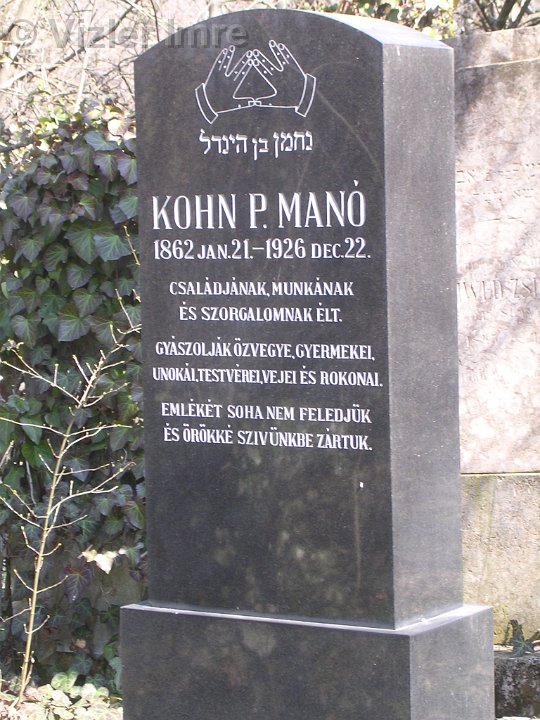 © Vizler Imre
נחמן בן הינדל
KOHN P. MANÓ
1862 JAN. 21.–1926 DEC. 22.
CSALÁDJÁNAK, MUNKÁNAK
ÉS SZORGALOMNAK ÉLT.
GYÁSZOLJÁK ÖZVEGYE, GYERMEKEI,
UNOKÁI, TESTVÉREI, VEJEI ÉS ROKONAI.
EMLÉKÉT SOHA NEM FELEDJÜK
ÉS ÖRÖKKÉ SZIVÜNKBE ZÁRTUK.